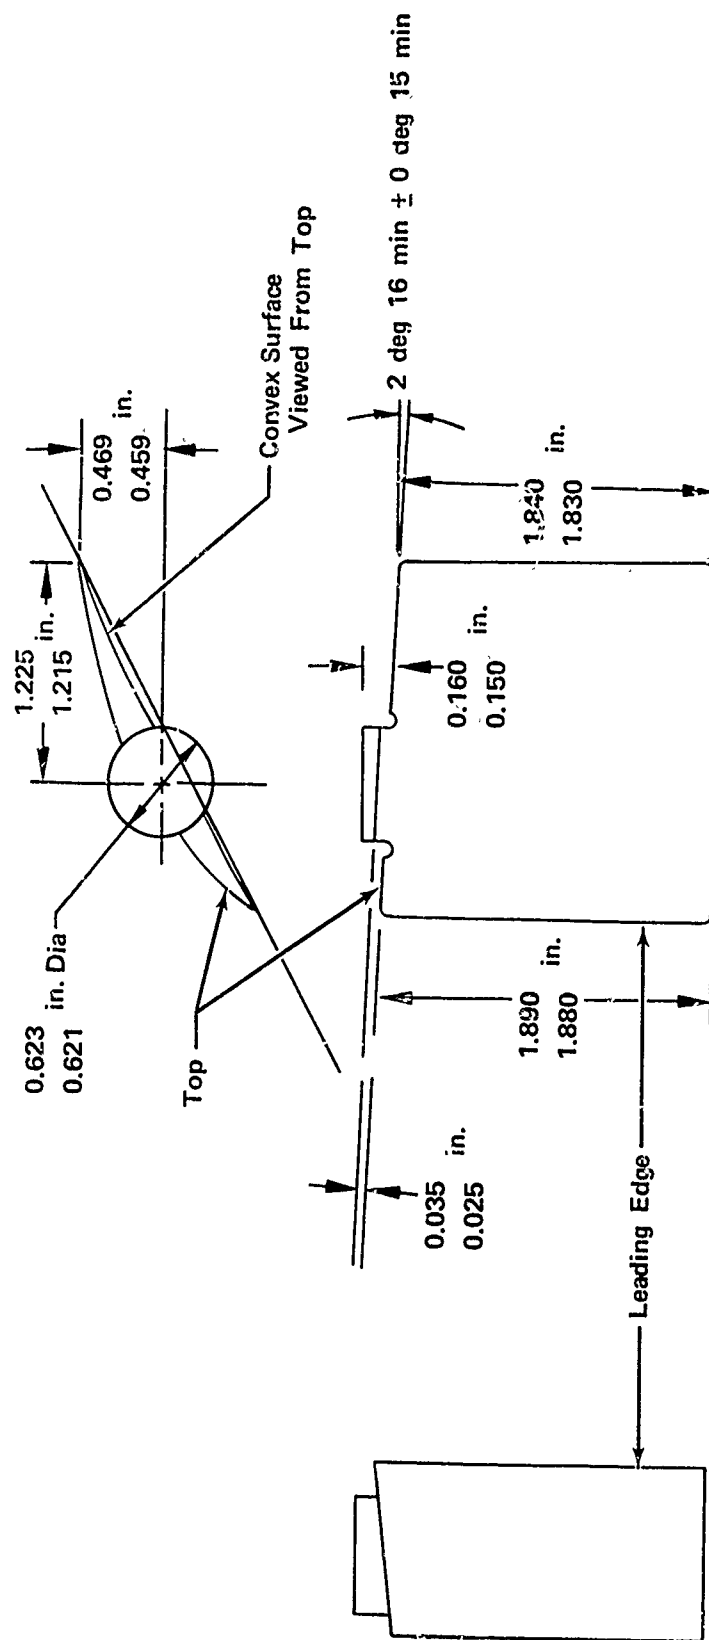 0.623
0.621
in. Dia
1.225
1.215
in.
0.469
0.459
in.
Top
Convex Surface
Viewed From Top
0.035
0.025
in.
1.890
1.880
in.
0.160
0.150
in.
1.840
1.830
in.
2 deg 16 min ± 0 deg 15 min
Leading Edge